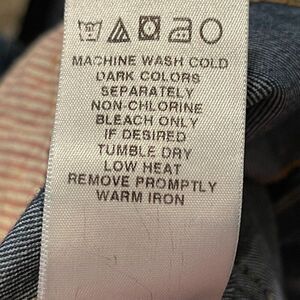 MACHINE WASH COLD
DARK COLORS
SEPARATELY
NON-CHLORINE
BLEACH ONLY
IF DESIRED
TUMBLE DRY
LOW HEAT
REMOVE PROMPTLY
WARM IRON